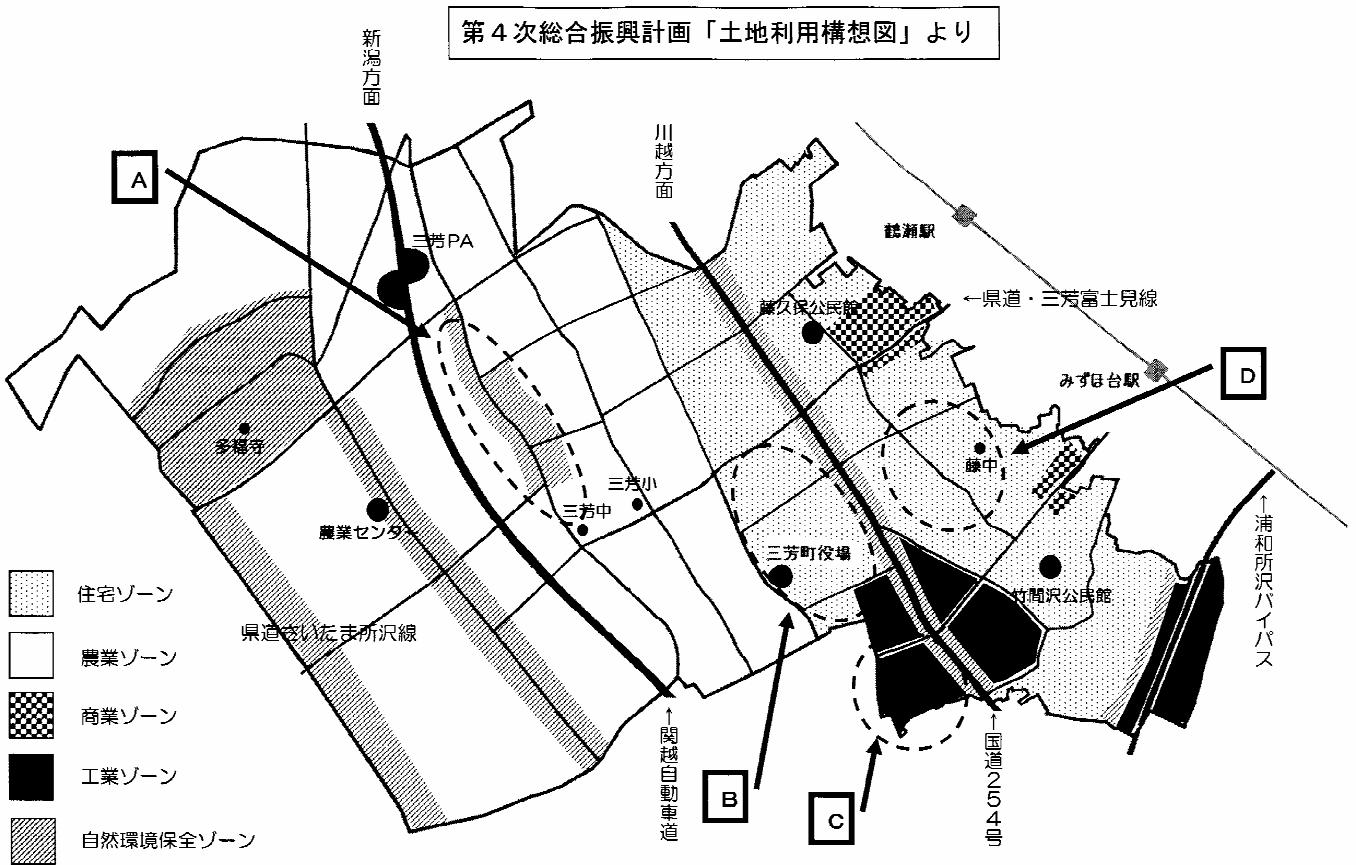 第４次総合振興計画「土地利用構想図」より
新潟方面
川越方面
A
三芳PA
鶴瀬駅
←県道・三芳富士見線
藤久保公民館
みずほ台駅
D
多福寺
藤中
三芳小
三芳中
農業センター
←浦和所沢バイパス
三芳町役場
竹間沢公民館
県道さいたま所沢線
住宅ゾーン
農業ゾーン
商業ゾーン
工業ゾーン
自然環境保全ゾーン
←関越自動車道
B
C
←国道２５４号